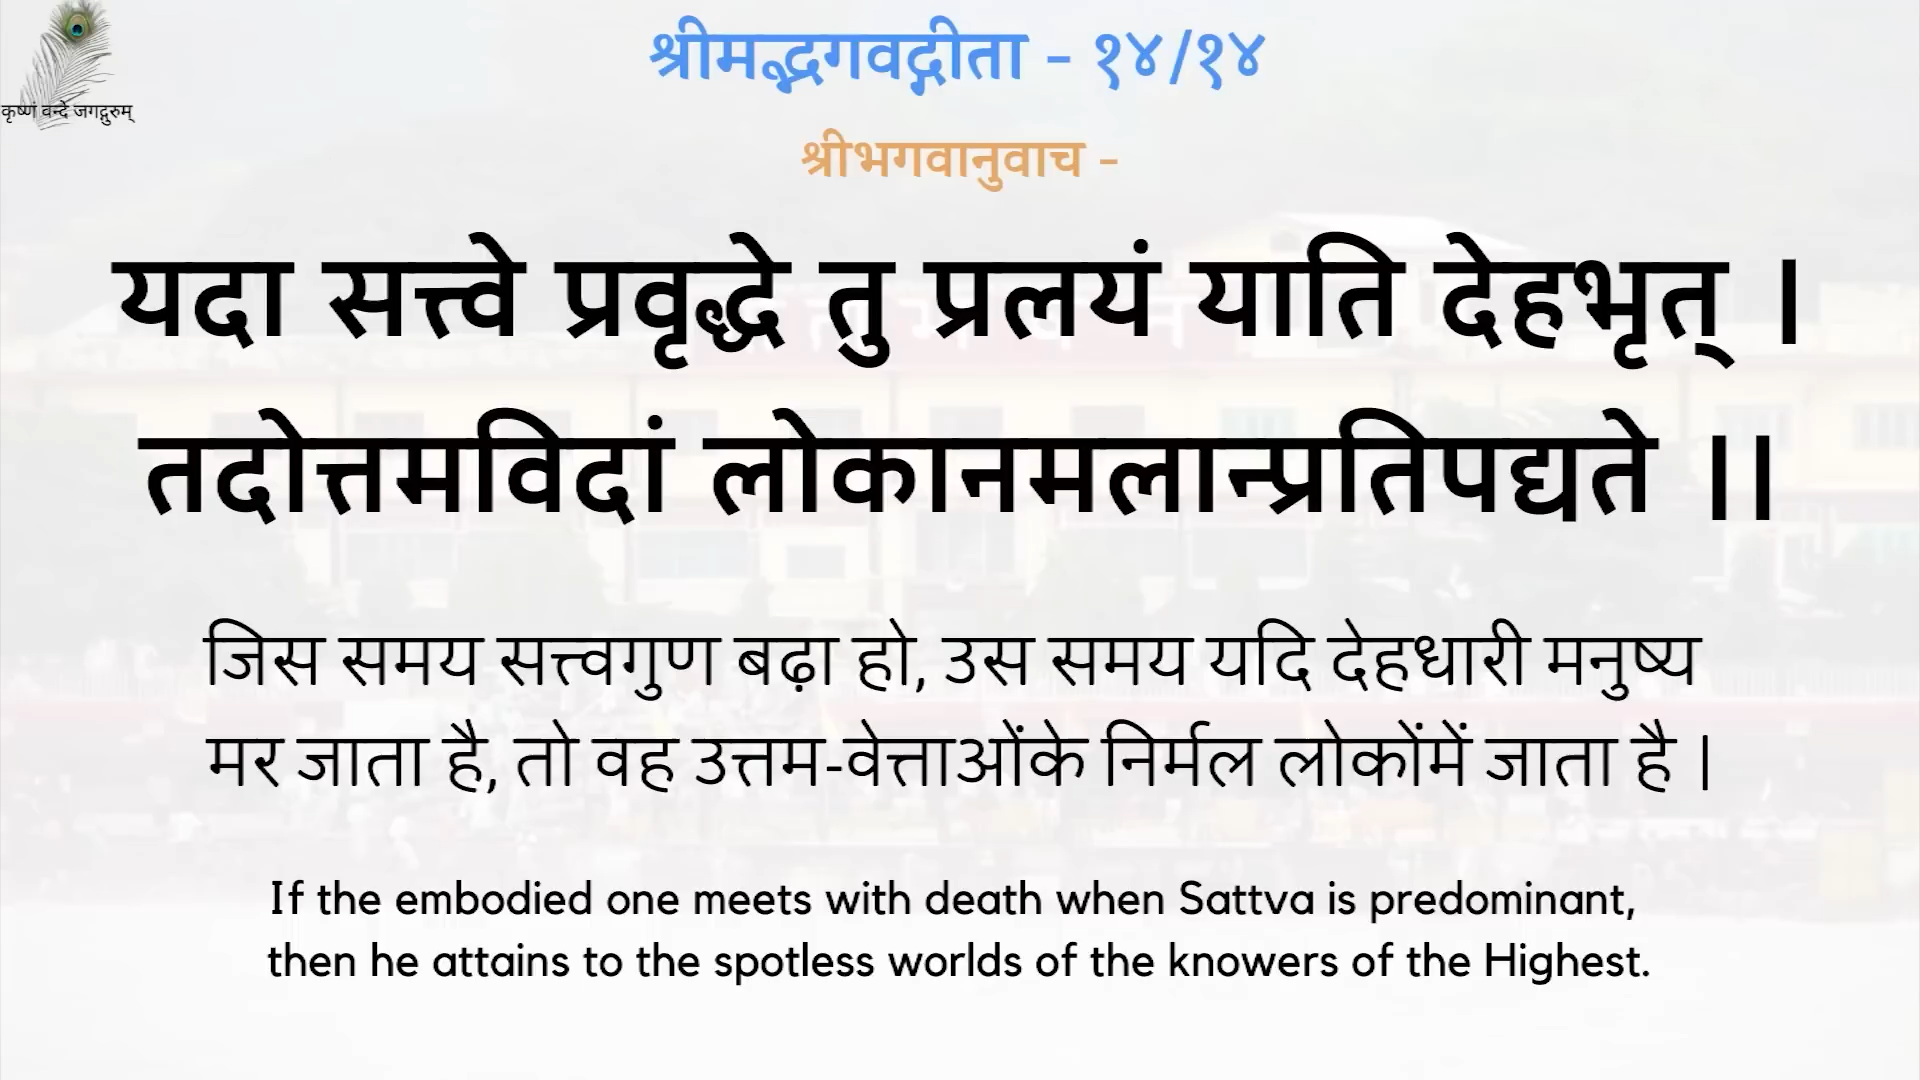 श्रीमद्भगवद्गीता - १४/१४
कृष्णं वन्दे जगद्गुरुम्
श्रीभगवानुवाच -
यदा सत्त्वे प्रवृद्धे तु प्रलयं याति देहभृत् ।
तदोत्तमविदां लोकानमलान्प्रतिपद्यते ।।
जिस समय सत्त्वगुण बढ़ा हो, उस समय यदि देहधारी मनुष्य
मर जाता है, तो वह उत्तम-वेत्ताओंके निर्मल लोकोंमें जाता है |
If the embodied one meets with death when Sattva is predominant,
then he attains to the spotless worlds of the knowers of the Highest.